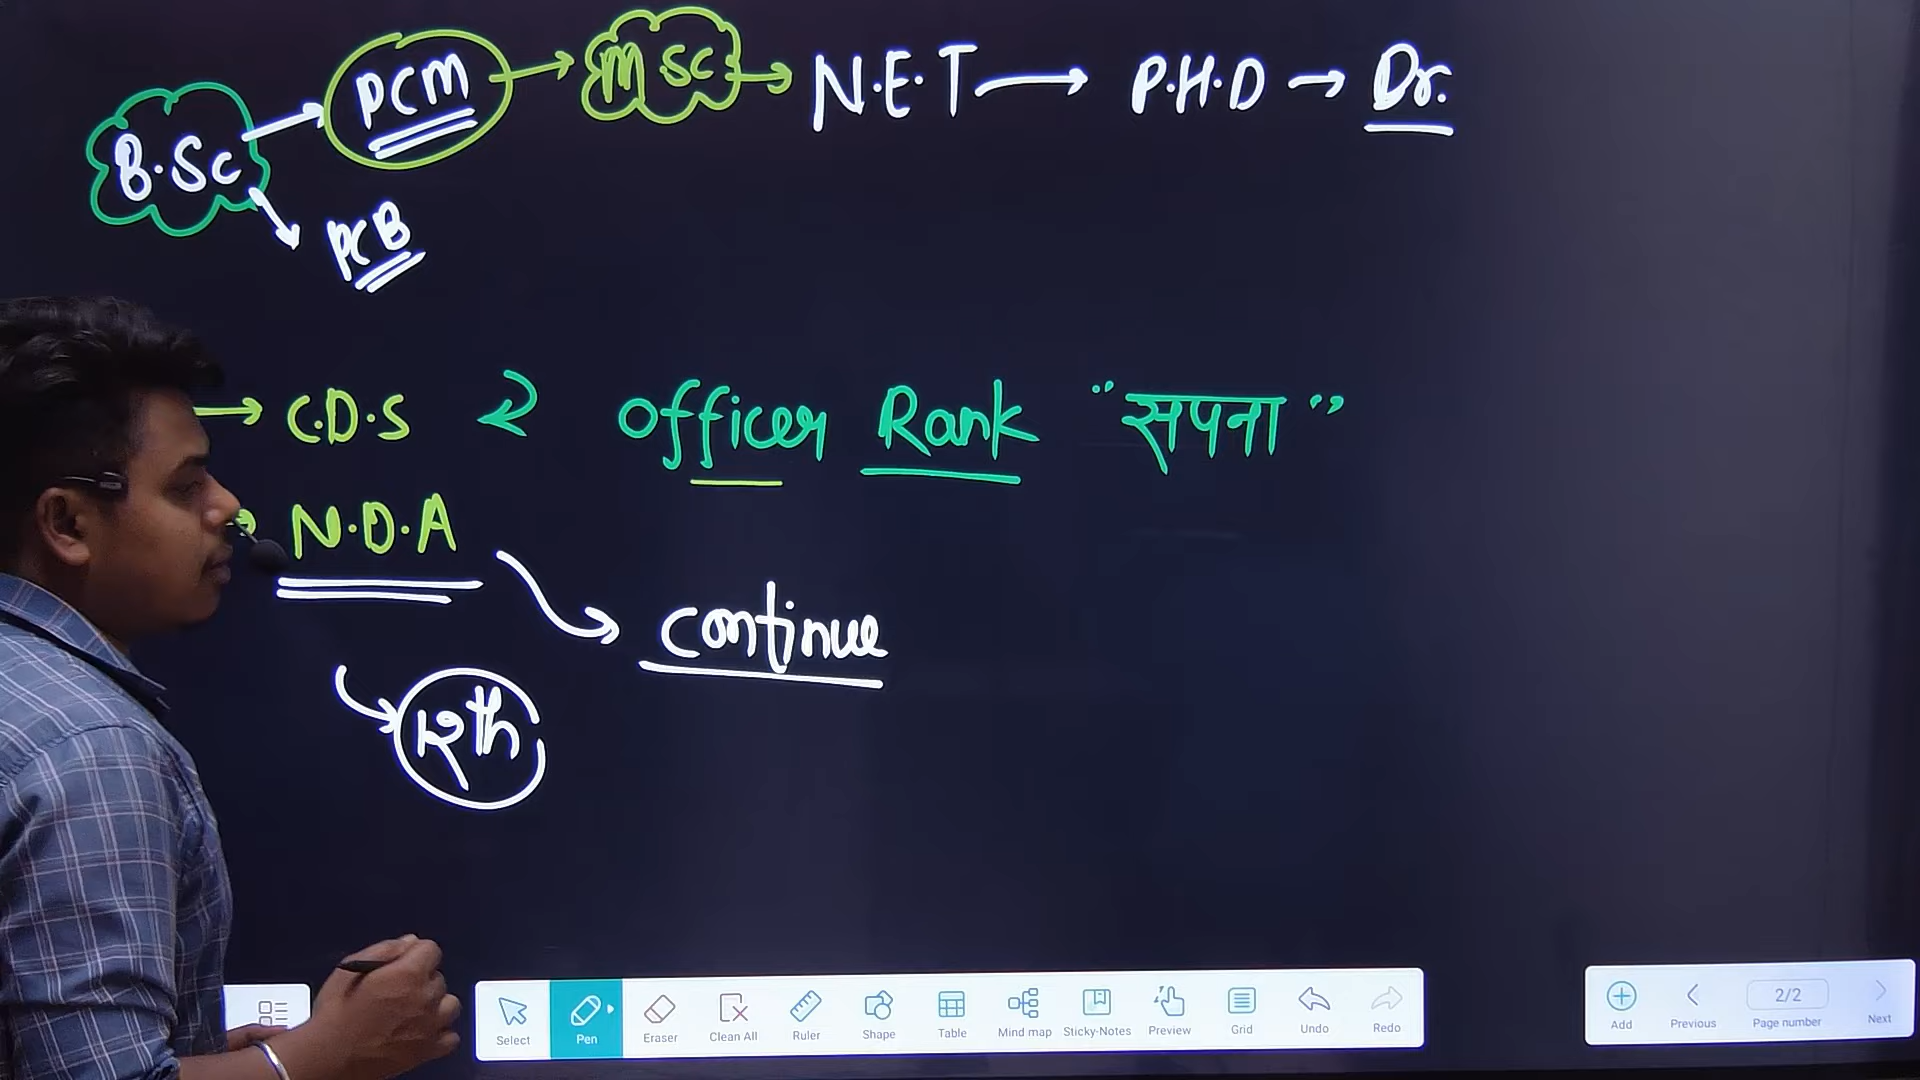 B.Sc → PCM → M.SC → N.E.T → P.H.D → Dr.
PCB
→ C.D.S officer Rank "सपना"
N.D.A
continue
12th
Select Pen Eraser Clean All Ruler Shape Table Mind map Sticky-Notes Preview Grid Undo Redo
Add Previous 2/2 Page number Next